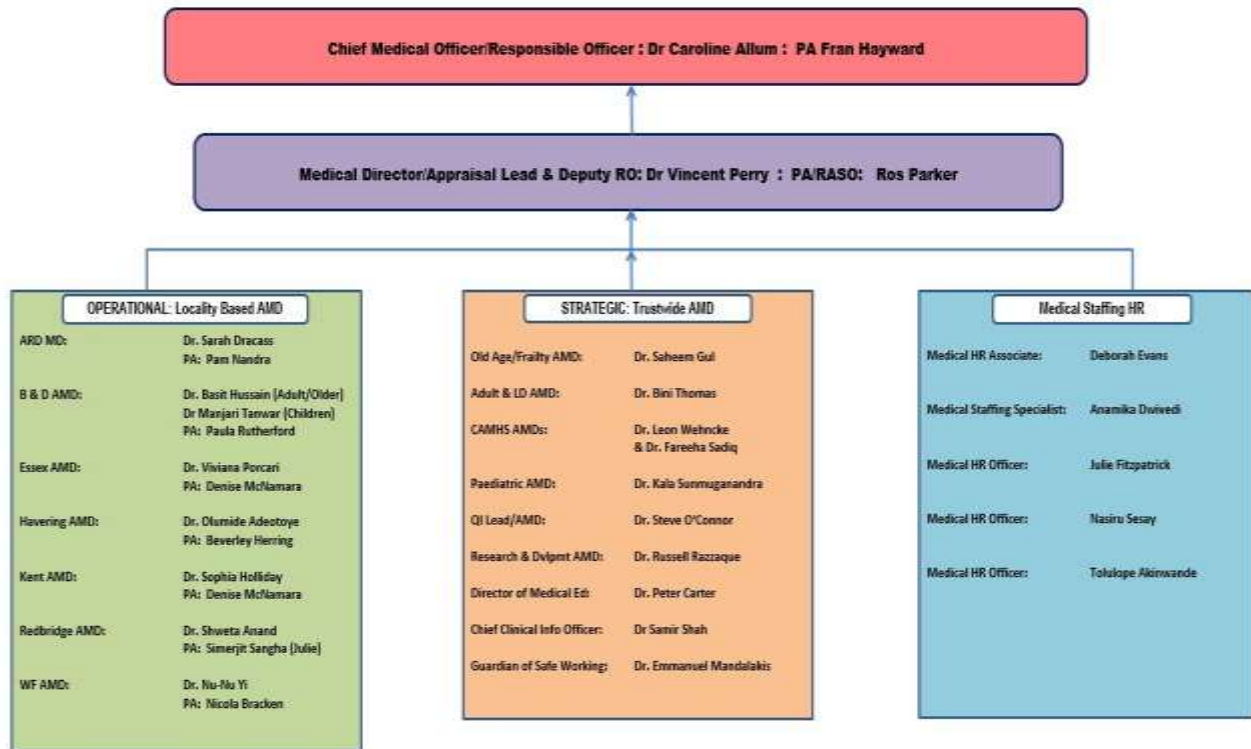 Chief Medical Officer/Responsible Officer : Dr Caroline Allum : PA Fran Hayward
Medical Director/Appraisal Lead & Deputy RO: Dr Vincent Perry : PA/RASO: Ros Parker
OPERATIONAL: Locality Based AMD
ARD MD: Dr. Sarah Dracass
PA: Pam Nandra
B & D AMD: Dr. Basit Hussain (Adult/Older)
Dr Manjari Tanwar (Children)
PA: Paula Rutherford
Essex AMD: Dr. Viviana Porcari
PA: Denise McNamara
Havering AMD: Dr. Olumide Adeotoye
PA: Beverley Herring
Kent AMD: Dr. Sophia Holliday
PA: Denise McNamara
Redbridge AMD: Dr. Shweta Anand
PA: Simerjit Sangha (Julie)
WF AMD: Dr. Nu-Nu Yi
PA: Nicola Bracken
STRATEGIC: Trustwide AMD
Old Age/Frailty AMD: Dr. Saheem Gul
Adult & LD AMD: Dr. Bini Thomas
CAMHS AMDs: Dr. Leon Wehncke
& Dr. Fareeha Sadiq
Paediatric AMD: Dr. Kala Sunmuganandra
QI Lead/AMD: Dr. Steve O'Connor
Research & Dvlpmt AMD: Dr. Russell Razzaque
Director of Medical Ed: Dr. Peter Carter
Chief Clinical Info Officer: Dr Samir Shah
Guardian of Safe Working: Dr. Emmanuel Mandalakis
Medical Staffing HR
Medical HR Associate: Deborah Evans
Medical Staffing Specialist: Anamika Dwivedi
Medical HR Officer: Julie Fitzpatrick
Medical HR Officer: Nasiru Sesay
Medical HR Officer: Tolulope Akinwande